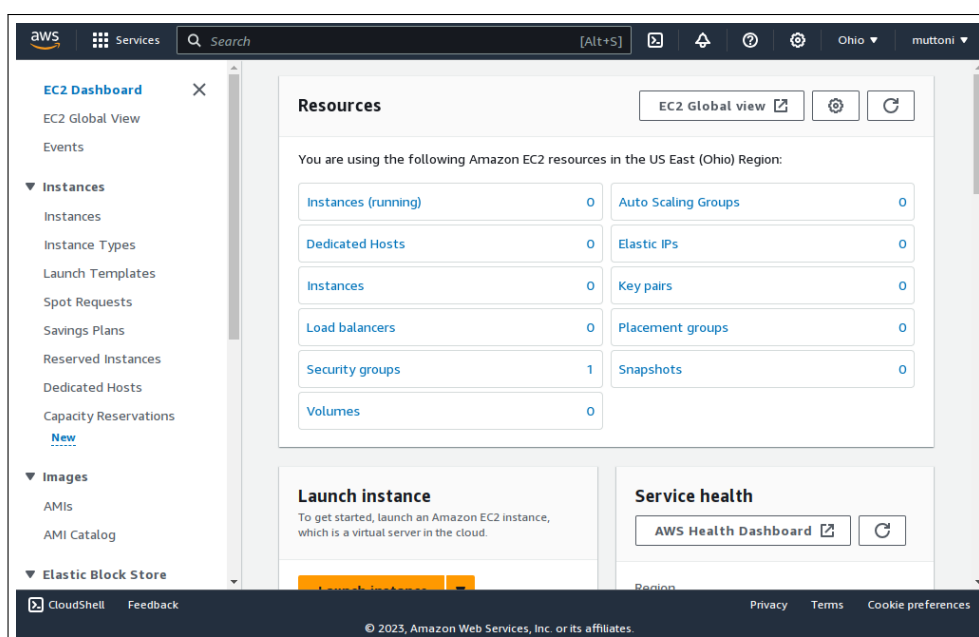 aws Services Search [Alt+S] Ohio ▼ muttoni ▼
EC2 Dashboard
EC2 Global View
Events
▼ Instances
Instances
Instance Types
Launch Templates
Spot Requests
Savings Plans
Reserved Instances
Dedicated Hosts
Capacity Reservations
New
▼ Images
AMIs
AMI Catalog
▼ Elastic Block Store
Resources
EC2 Global view
You are using the following Amazon EC2 resources in the US East (Ohio) Region:
Instances (running) 0 Auto Scaling Groups 0
Dedicated Hosts 0 Elastic IPs 0
Instances 0 Key pairs 0
Load balancers 0 Placement groups 0
Security groups 1 Snapshots 0
Volumes 0
Launch instance
To get started, launch an Amazon EC2 instance,
which is a virtual server in the cloud.
Launch instance
Service health
AWS Health Dashboard
Region
CloudShell Feedback Privacy Terms Cookie preferences
© 2023, Amazon Web Services, Inc. or its affiliates.